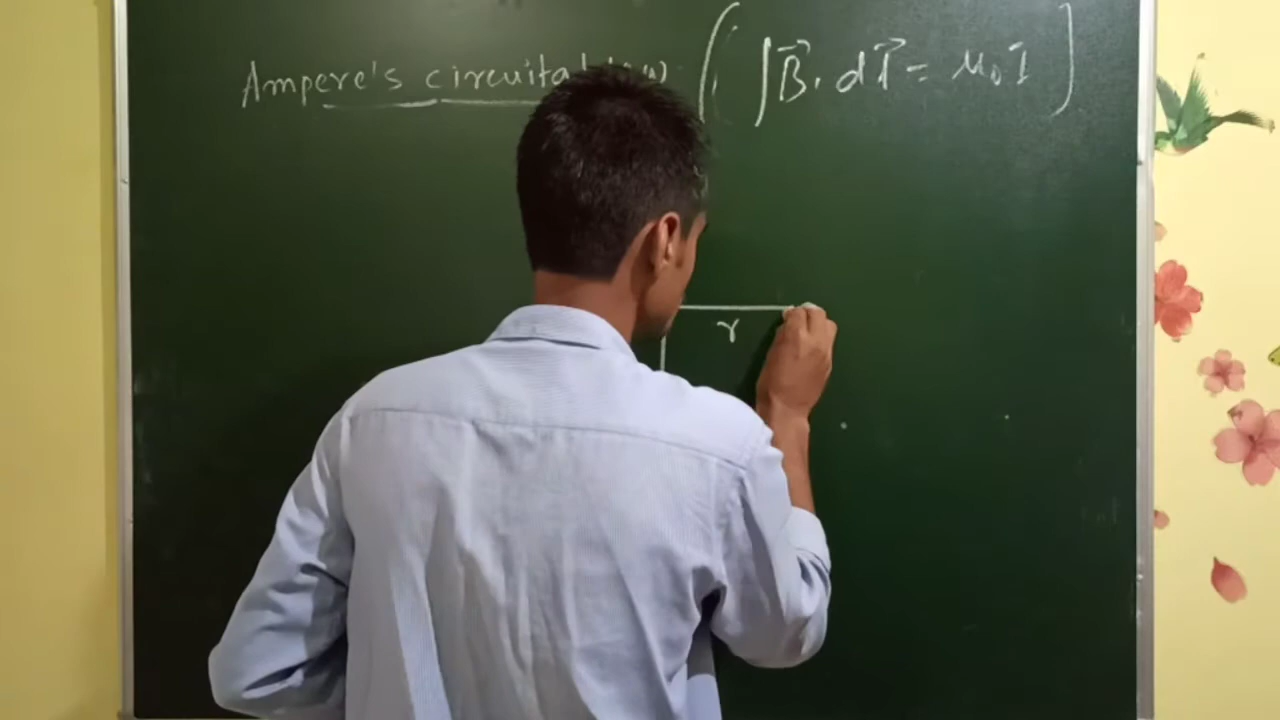 Ampere's circuital law ( ∫B⃗. dl⃗ = μ₀I )
r